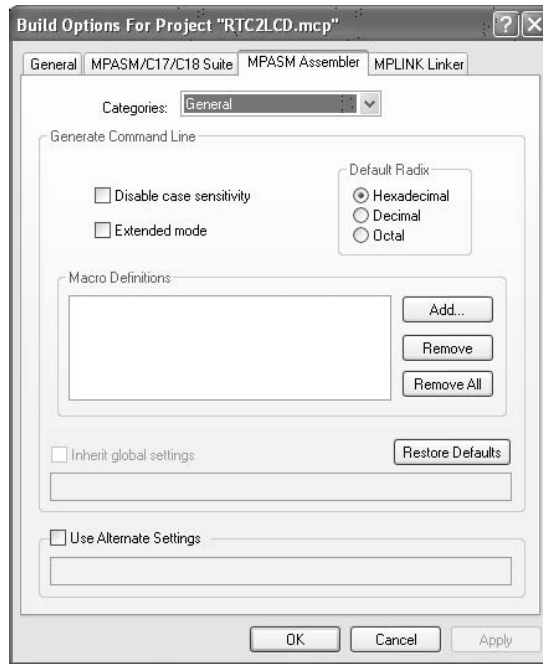 Build Options For Project "RTC2LCD.mcp"
General MPASM/C17/C18 Suite MPASM Assembler MPLINK Linker
Categories: General
Generate Command Line
Disable case sensitivity
Extended mode
Default Radix
Hexadecimal
Decimal
Octal
Macro Definitions
Add...
Remove
Remove All
Inherit global settings
Restore Defaults
Use Alternate Settings
OK Cancel Apply